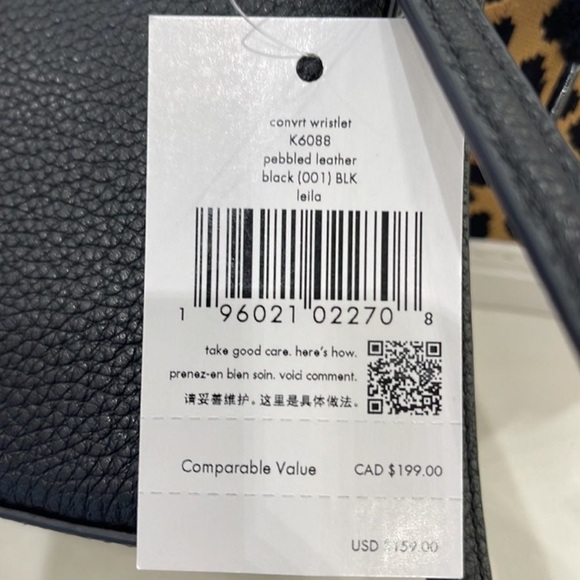 convrt wristlet
K6088
pebbled leather
black (001) BLK
leila
1 96021 02270 8
take good care. here's how.
prenez-en bien soin. voici comment.
请妥善维护。这里是具体做法。
Comparable Value CAD $199.00
USD $159.00